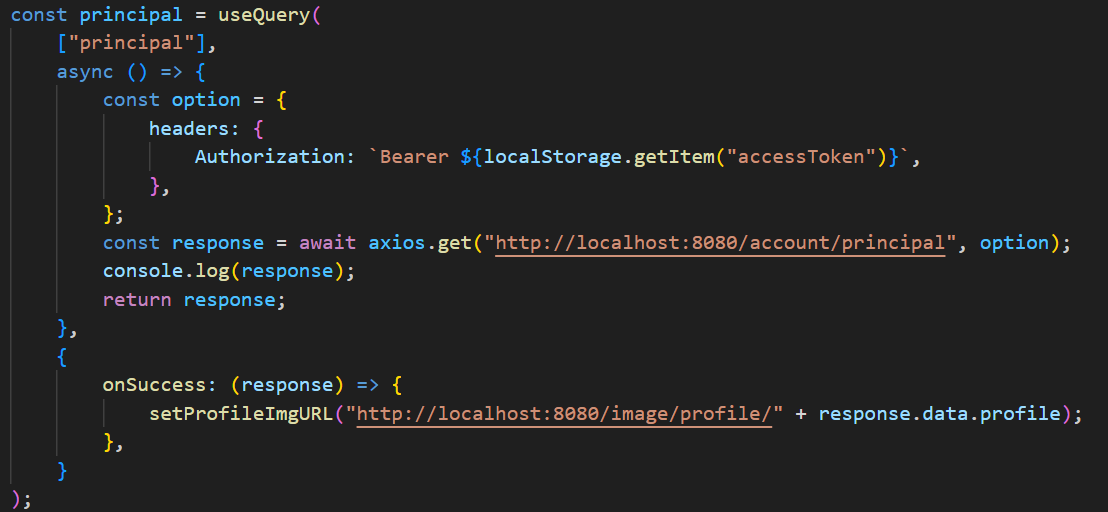 const principal = useQuery(
    ["principal"],
    async () => {
        const option = {
            headers: {
                Authorization: `Bearer ${localStorage.getItem("accessToken")}`,
            },
        };
        const response = await axios.get("http://localhost:8080/account/principal", option);
        console.log(response);
        return response;
    },
    {
        onSuccess: (response) => {
            setProfileImgURL("http://localhost:8080/image/profile/" + response.data.profile);
        },
    }
);